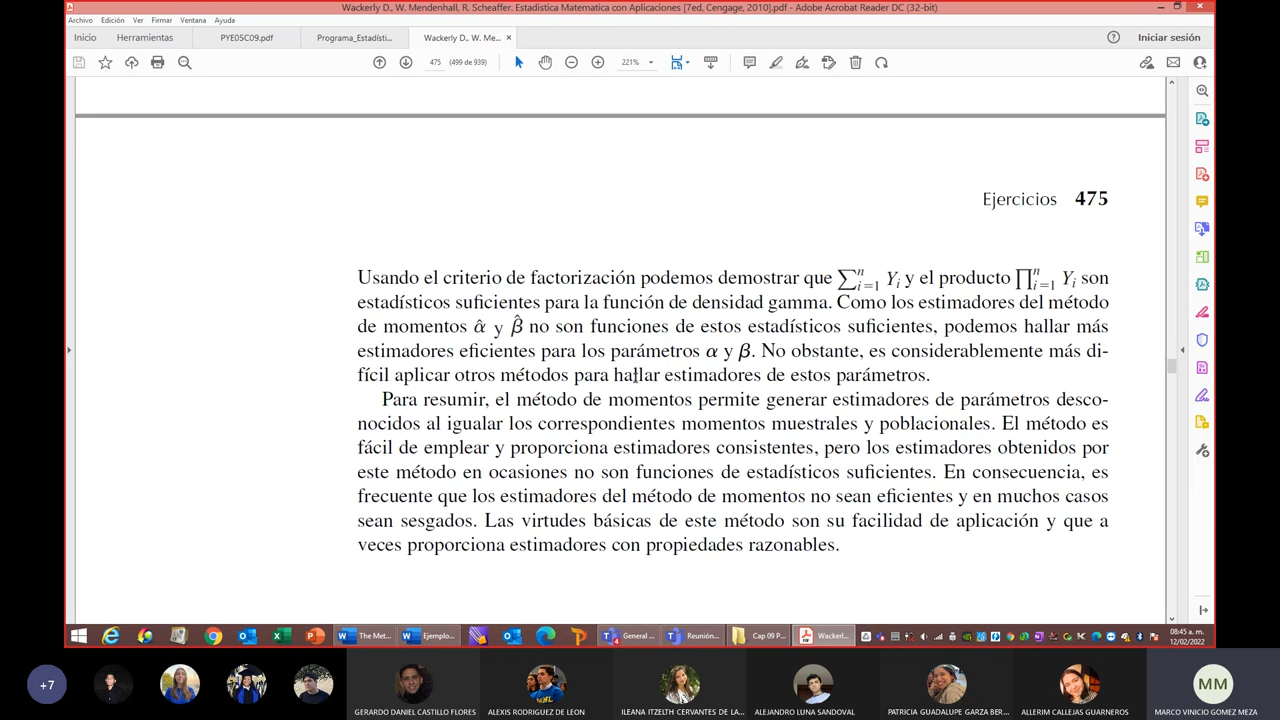 Wackerly D., W. Mendenhall, R. Scheaffer. Estadística Matematica con Aplicaciones [7ed, Cengage, 2010].pdf - Adobe Acrobat Reader DC (32-bit)
Archivo Edición Ver Firmar Ventana Ayuda
Inicio Herramientas PYE05C09.pdf Programa_Estadísti... Wackerly D., W. Me... Iniciar sesión
475 (499 de 939) 221%
Ejercicios 475
Usando el criterio de factorización podemos demostrar que ∑ⁿᵢ₌₁ Yᵢ y el producto ∏ⁿᵢ₌₁ Yᵢ son
estadísticos suficientes para la función de densidad gamma. Como los estimadores del método
de momentos α̂ y β̂ no son funciones de estos estadísticos suficientes, podemos hallar más
estimadores eficientes para los parámetros α y β. No obstante, es considerablemente más di-
fícil aplicar otros métodos para hallar estimadores de estos parámetros.
Para resumir, el método de momentos permite generar estimadores de parámetros desco-
nocidos al igualar los correspondientes momentos muestrales y poblacionales. El método es
fácil de emplear y proporciona estimadores consistentes, pero los estimadores obtenidos por
este método en ocasiones no son funciones de estadísticos suficientes. En consecuencia, es
frecuente que los estimadores del método de momentos no sean eficientes y en muchos casos
sean sesgados. Las virtudes básicas de este método son su facilidad de aplicación y que a
veces proporciona estimadores con propiedades razonables.
The Met... Ejemplo... General ... Reunión... Cap 09 P... Wackerl... 08:45 a. m.
12/02/2022
+7 GERARDO DANIEL CASTILLO FLORES ALEXIS RODRIGUEZ DE LEON ILEANA ITZELTH CERVANTES DE LA... ALEJANDRO LUNA SANDOVAL PATRICIA GUADALUPE GARZA BER... ALLERIM CALLEJAS GUARNEROS MM MARCO VINICIO GOMEZ MEZA